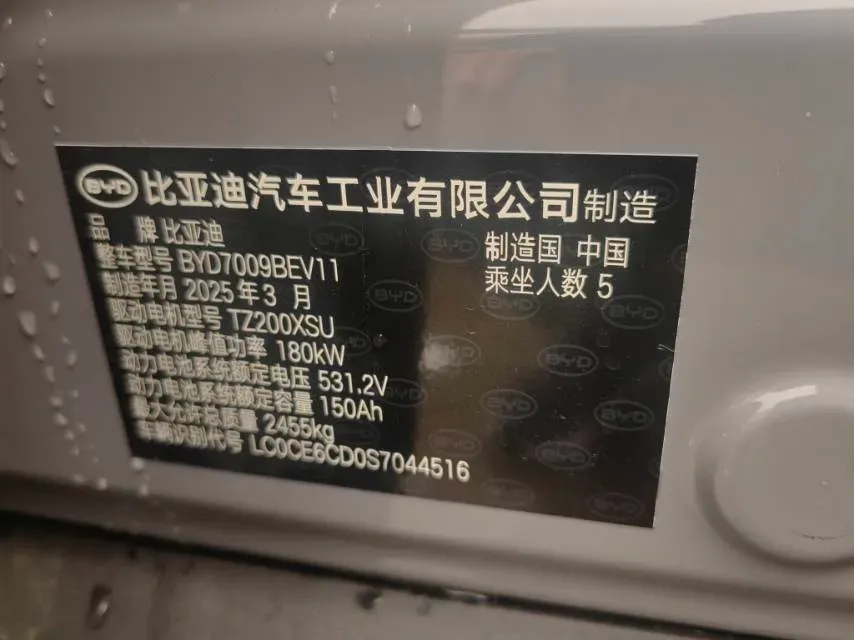 BYD 比亚迪汽车工业有限公司制造
品 牌 比亚迪
整车型号 BYD7009BEV11
制造年月 2025年3月
驱动电机型号 TZ200XSU
驱动电机峰值功率 180kW
动力电池系统额定电压 531.2V
动力电池系统额定容量 150Ah
最大允许总质量 2455kg
车辆识别代号 LC0CE6CD0S7044516
制造国 中国
乘坐人数 5